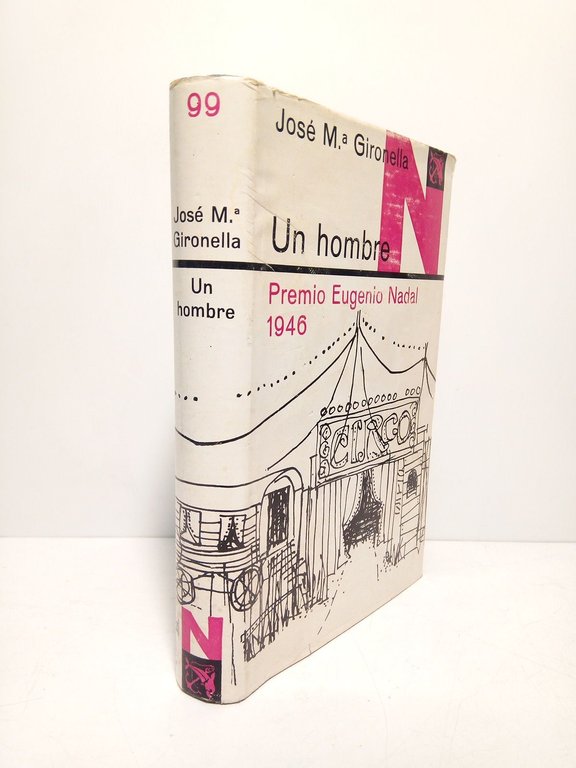 99
José M.ª
Gironella
Un
hombre
N
José M.ª Gironella
N
Un hombre
Premio Eugenio Nadal
1946
CIRCO